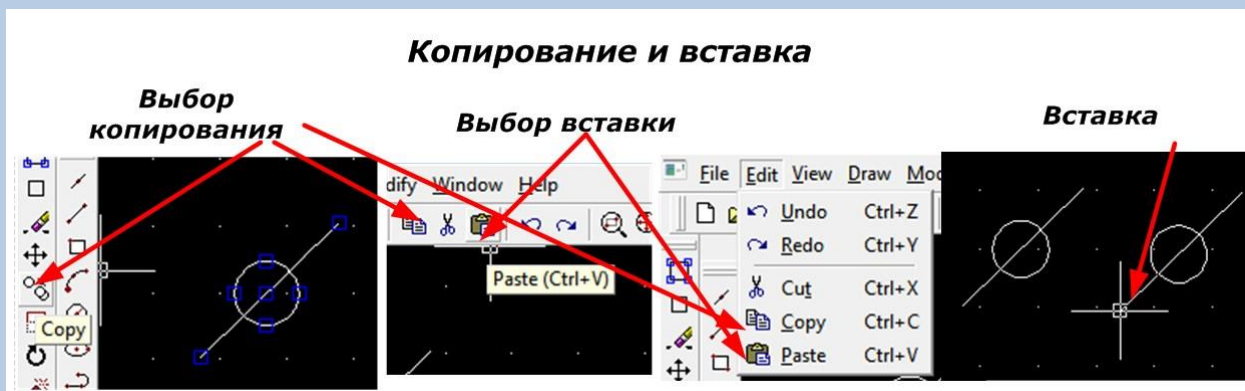 Копирование и вставка
Выбор
копирования
Выбор вставки
Вставка
Copy
dify Window Help
Paste (Ctrl+V)
File Edit View Draw Mod
Undo Ctrl+Z
Redo Ctrl+Y
Cut Ctrl+X
Copy Ctrl+C
Paste Ctrl+V